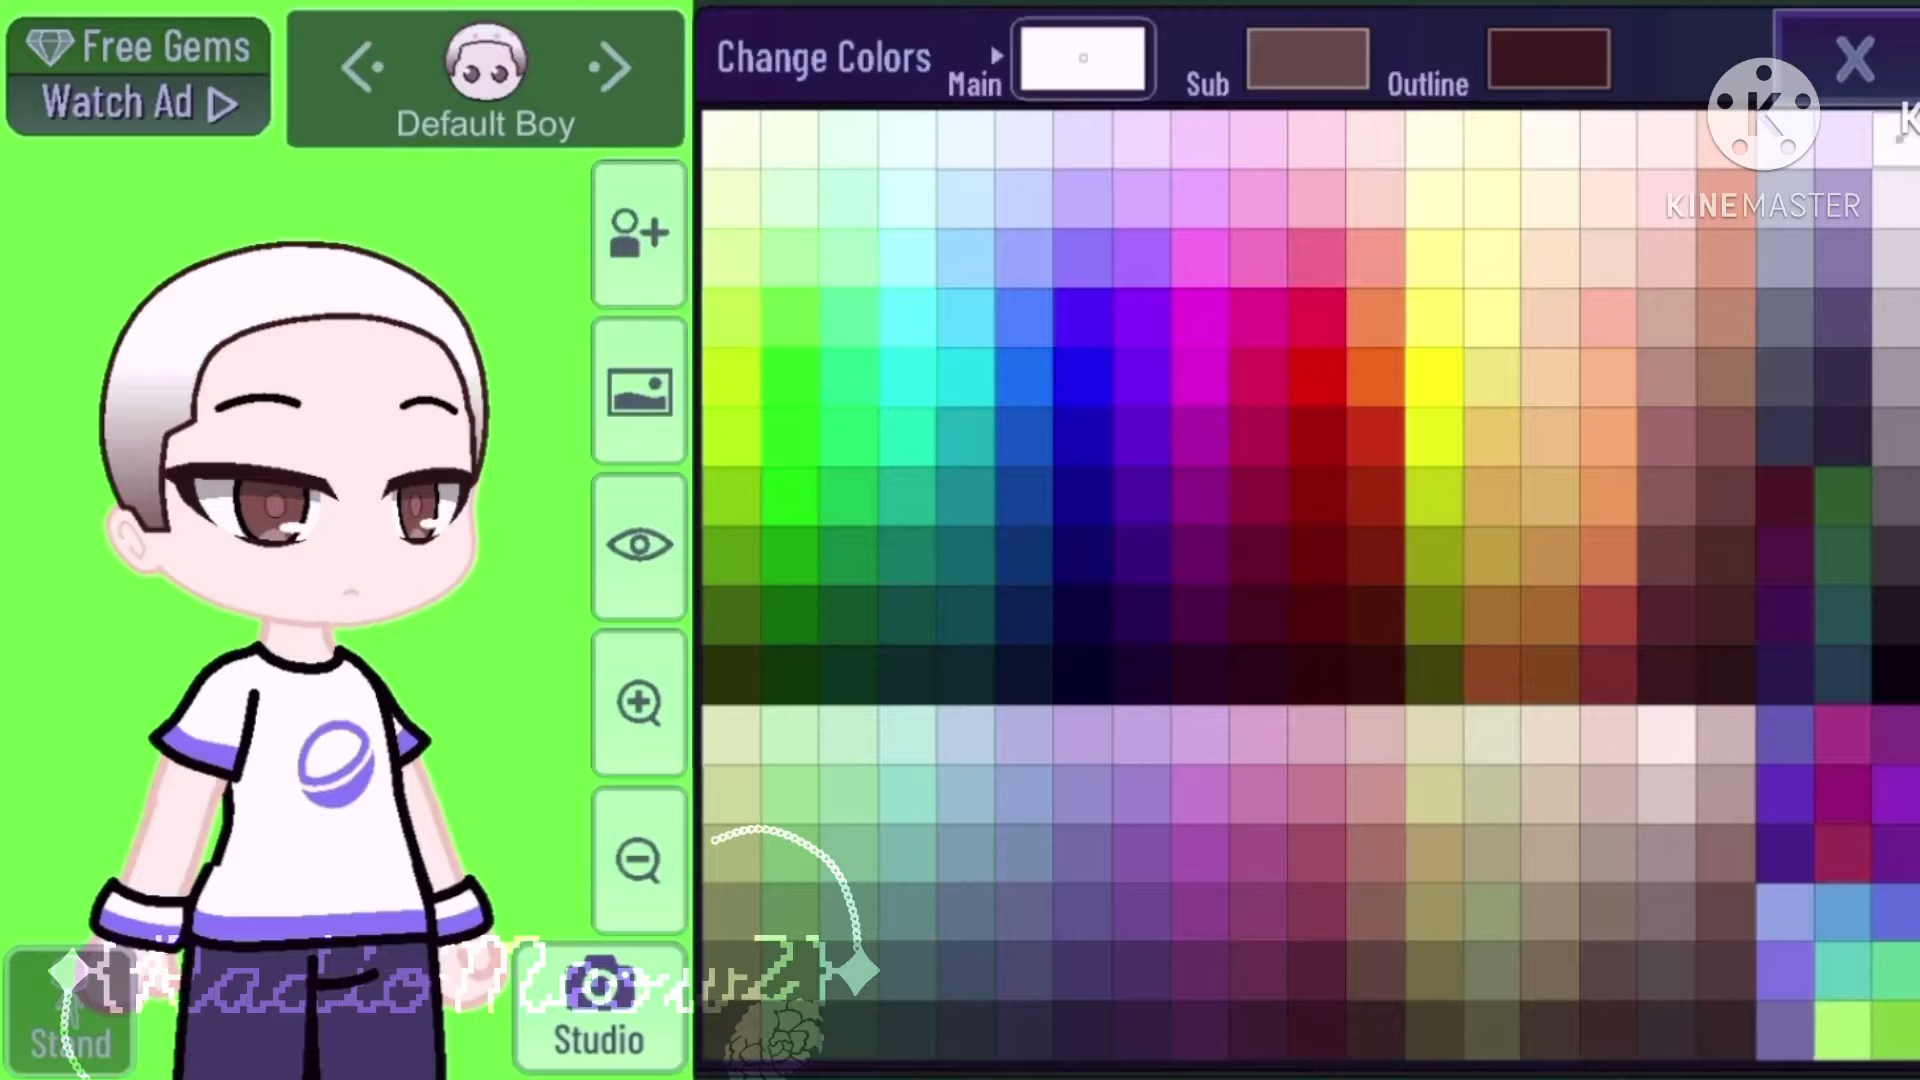 Free Gems
Watch Ad
Default Boy
Change Colors
Main
Sub
Outline
X
K
K
KINEMASTER
Stand
Studio